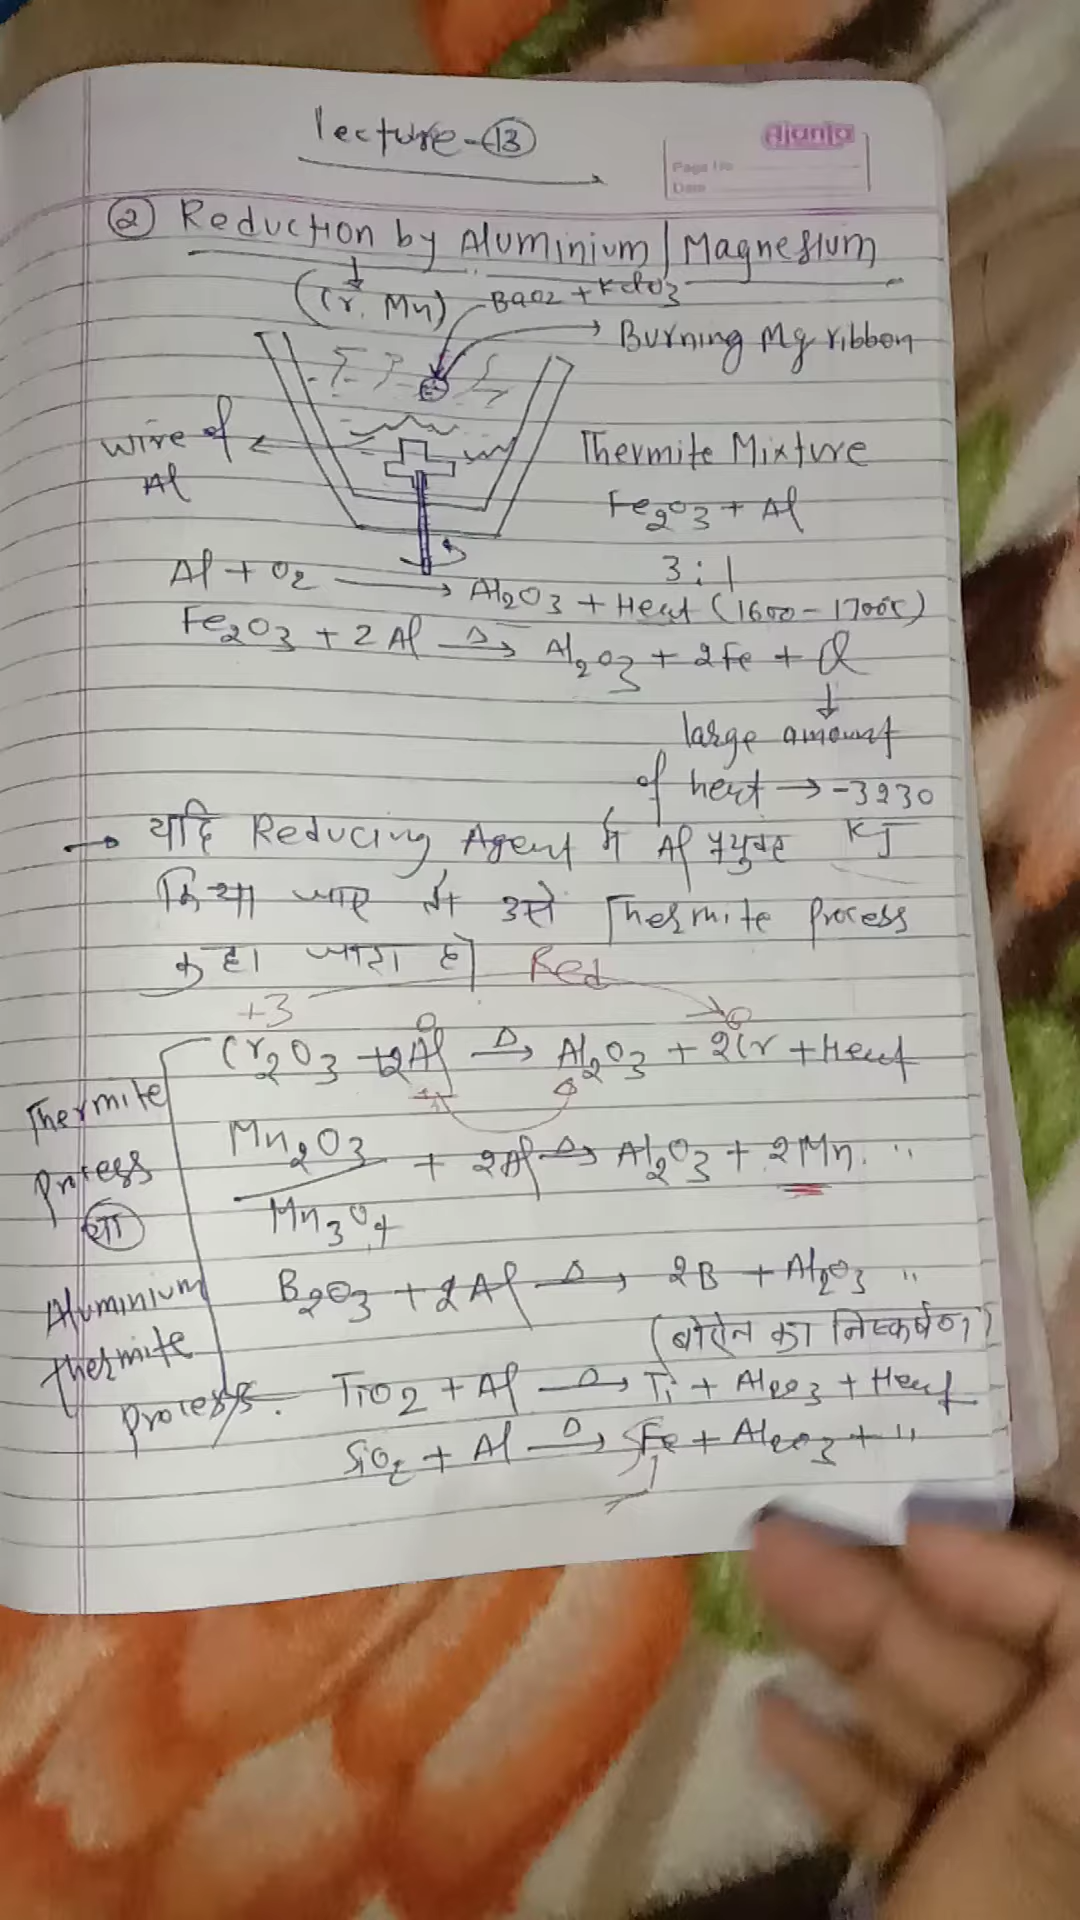 lecture-⑬
Ajanta
Page No
Date
② Reduction by Aluminium/Magnesium
(Cr, Mn) BaO2 + KClO3
Burning Mg ribbon
wire of Al
Thermite Mixture
Fe2O3 + Al
3:1
Al + O2 → Al2O3 + Heat (1600-1700°C)
Fe2O3 + 2Al →Δ Al2O3 + 2Fe + Q
large amount
of heat → -3230
KJ
→ यदि Reducing Agent में Al प्रयुक्त
किया जाए तो उसे Thermite Process
कहा जाता है। Red
+3 0 0
Cr2O3 + 2Al →Δ Al2O3 + 2Cr + Heat
Thermite
Process
या
Aluminium
thermite
process.
Mn2O3 + 2Al →Δ Al2O3 + 2Mn "
Mn3O4
B2O3 + 2Al →Δ 2B + Al2O3 "
(बोरॉन का निष्कर्षण)
TiO2 + Al →Δ Ti + Al2O3 + Heat
SiO2 + Al →Δ + Al2O3 + "